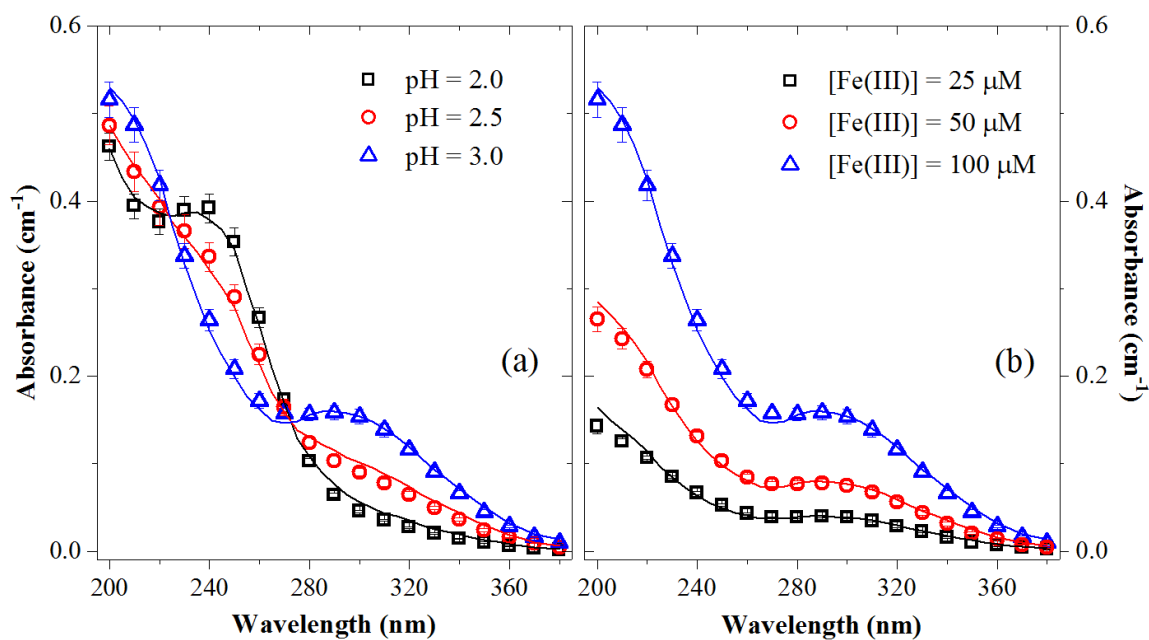 0.6
0.4
0.2
0.0
Absorbance (cm-1)
pH = 2.0
pH = 2.5
pH = 3.0
(a)
200 240 280 320 360
Wavelength (nm)
[Fe(III)] = 25 μM
[Fe(III)] = 50 μM
[Fe(III)] = 100 μM
(b)
200 240 280 320 360
Wavelength (nm)
0.6
0.4
0.2
0.0
Absorbance (cm-1)